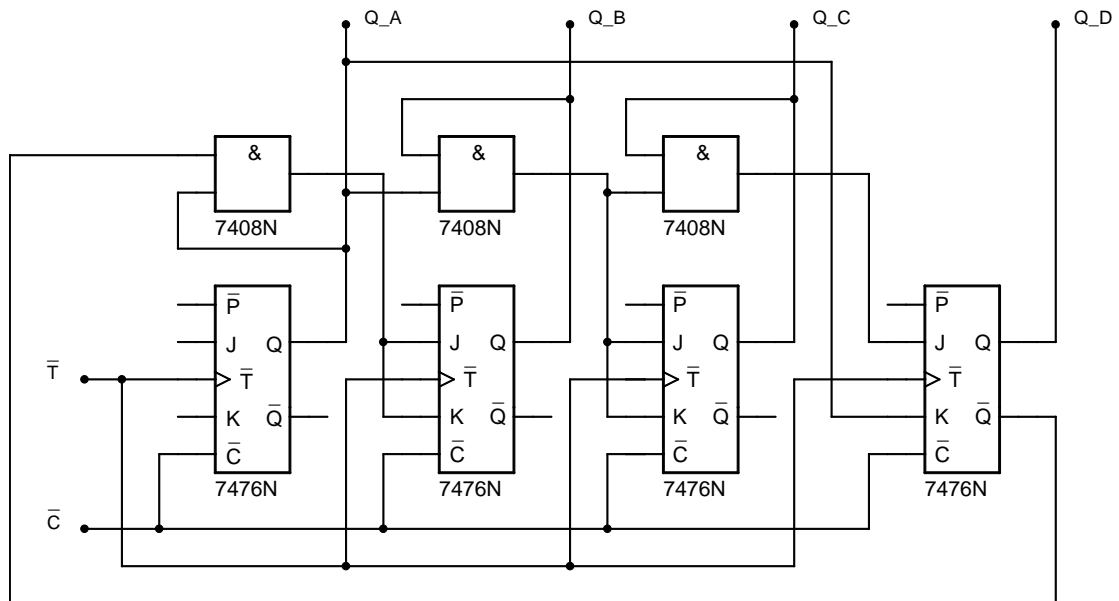 Q_A Q_B Q_C Q_D
& & &
7408N 7408N 7408N
P̅ P̅ P̅ P̅
J Q J Q J Q J Q
T̅ T̅ T̅ T̅ T̅
K Q̅ K Q̅ K Q̅ K Q̅
C̅ C̅ C̅ C̅
7476N 7476N 7476N 7476N
C̅